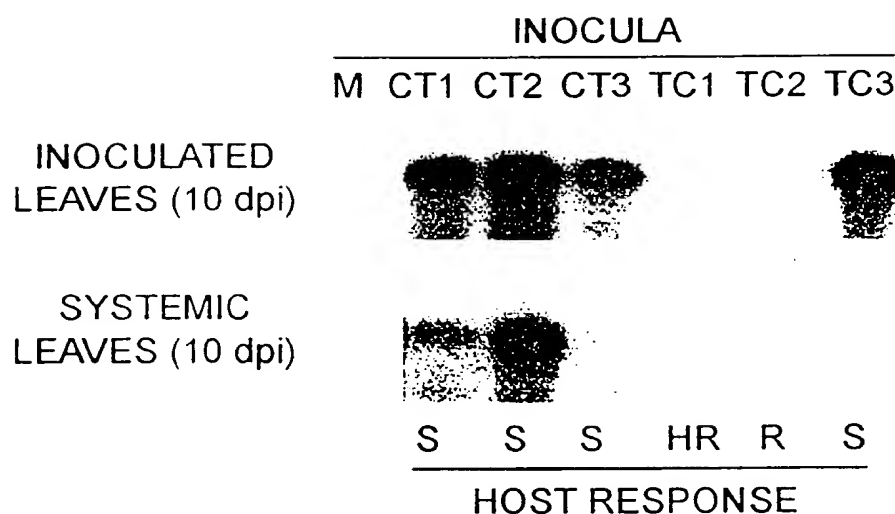 INOCULA
M CT1 CT2 CT3 TC1 TC2 TC3
INOCULATED
LEAVES (10 dpi)
SYSTEMIC
LEAVES (10 dpi)
S S S HR R S
HOST RESPONSE